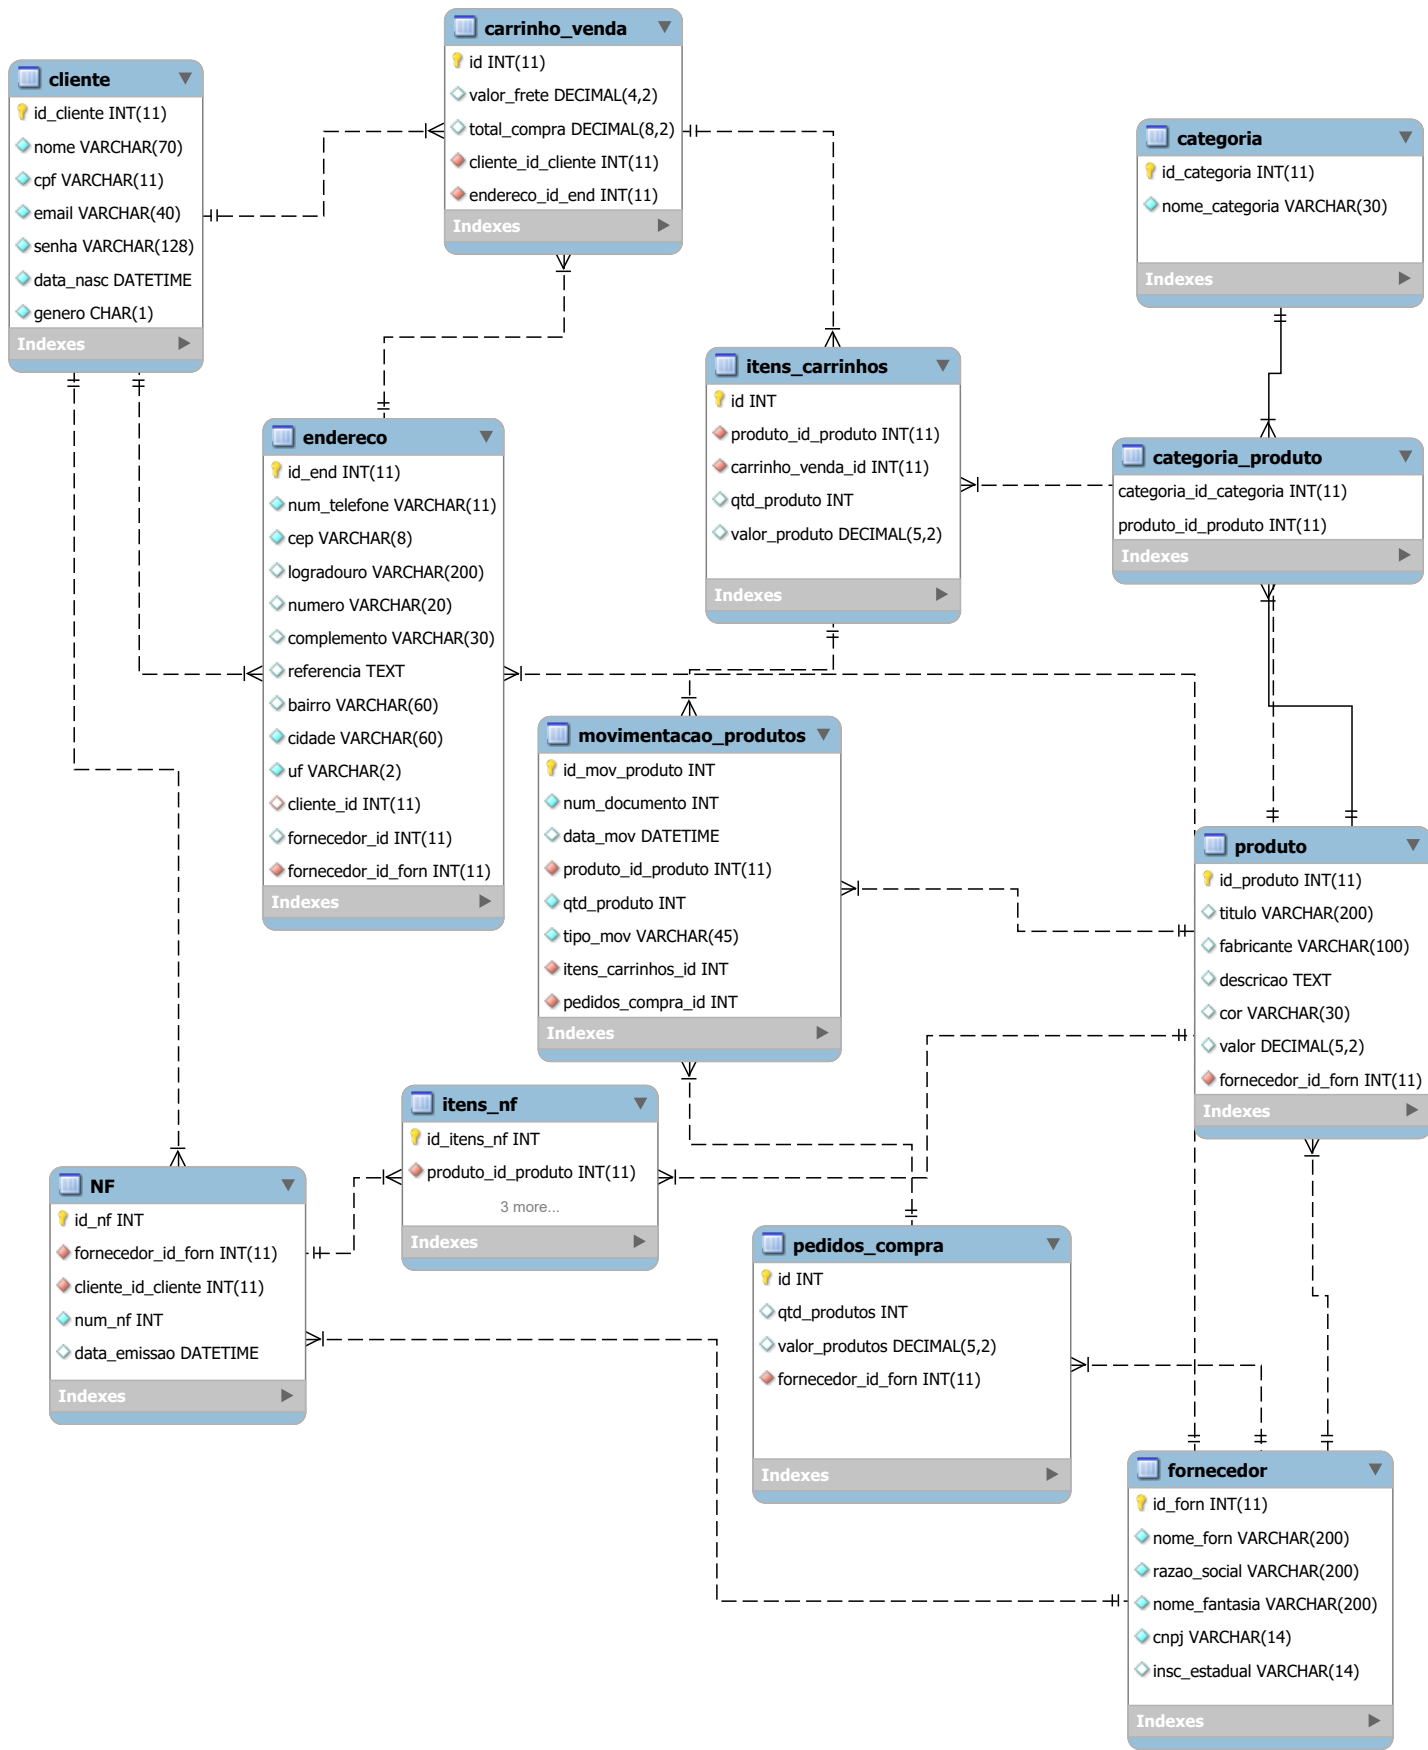 carrinho_venda
id INT(11)
valor_frete DECIMAL(4,2)
total_compra DECIMAL(8,2)
cliente_id_cliente INT(11)
endereco_id_end INT(11)
Indexes
cliente
id_cliente INT(11)
nome VARCHAR(70)
cpf VARCHAR(11)
email VARCHAR(40)
senha VARCHAR(128)
data_nasc DATETIME
genero CHAR(1)
Indexes
categoria
id_categoria INT(11)
nome_categoria VARCHAR(30)
Indexes
itens_carrinhos
id INT
produto_id_produto INT(11)
carrinho_venda_id INT(11)
qtd_produto INT
valor_produto DECIMAL(5,2)
Indexes
endereco
id_end INT(11)
num_telefone VARCHAR(11)
cep VARCHAR(8)
logradouro VARCHAR(200)
numero VARCHAR(20)
complemento VARCHAR(30)
referencia TEXT
bairro VARCHAR(60)
cidade VARCHAR(60)
uf VARCHAR(2)
cliente_id INT(11)
fornecedor_id INT(11)
fornecedor_id_forn INT(11)
Indexes
categoria_produto
categoria_id_categoria INT(11)
produto_id_produto INT(11)
Indexes
movimentacao_produtos
id_mov_produto INT
num_documento INT
data_mov DATETIME
produto_id_produto INT(11)
qtd_produto INT
tipo_mov VARCHAR(45)
itens_carrinhos_id INT
pedidos_compra_id INT
Indexes
produto
id_produto INT(11)
titulo VARCHAR(200)
fabricante VARCHAR(100)
descricao TEXT
cor VARCHAR(30)
valor DECIMAL(5,2)
fornecedor_id_forn INT(11)
Indexes
itens_nf
id_itens_nf INT
produto_id_produto INT(11)
3 more...
Indexes
NF
id_nf INT
fornecedor_id_forn INT(11)
cliente_id_cliente INT(11)
num_nf INT
data_emissao DATETIME
Indexes
pedidos_compra
id INT
qtd_produtos INT
valor_produtos DECIMAL(5,2)
fornecedor_id_forn INT(11)
Indexes
fornecedor
id_forn INT(11)
nome_forn VARCHAR(200)
razao_social VARCHAR(200)
nome_fantasia VARCHAR(200)
cnpj VARCHAR(14)
insc_estadual VARCHAR(14)
Indexes